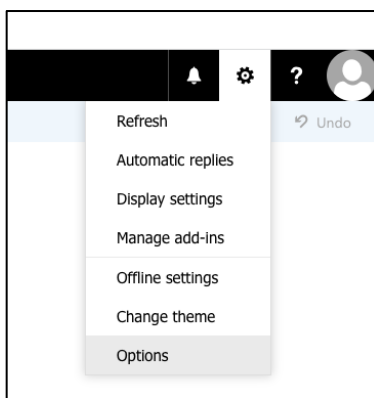 ?
Refresh
Undo
Automatic replies
Display settings
Manage add-ins
Offline settings
Change theme
Options